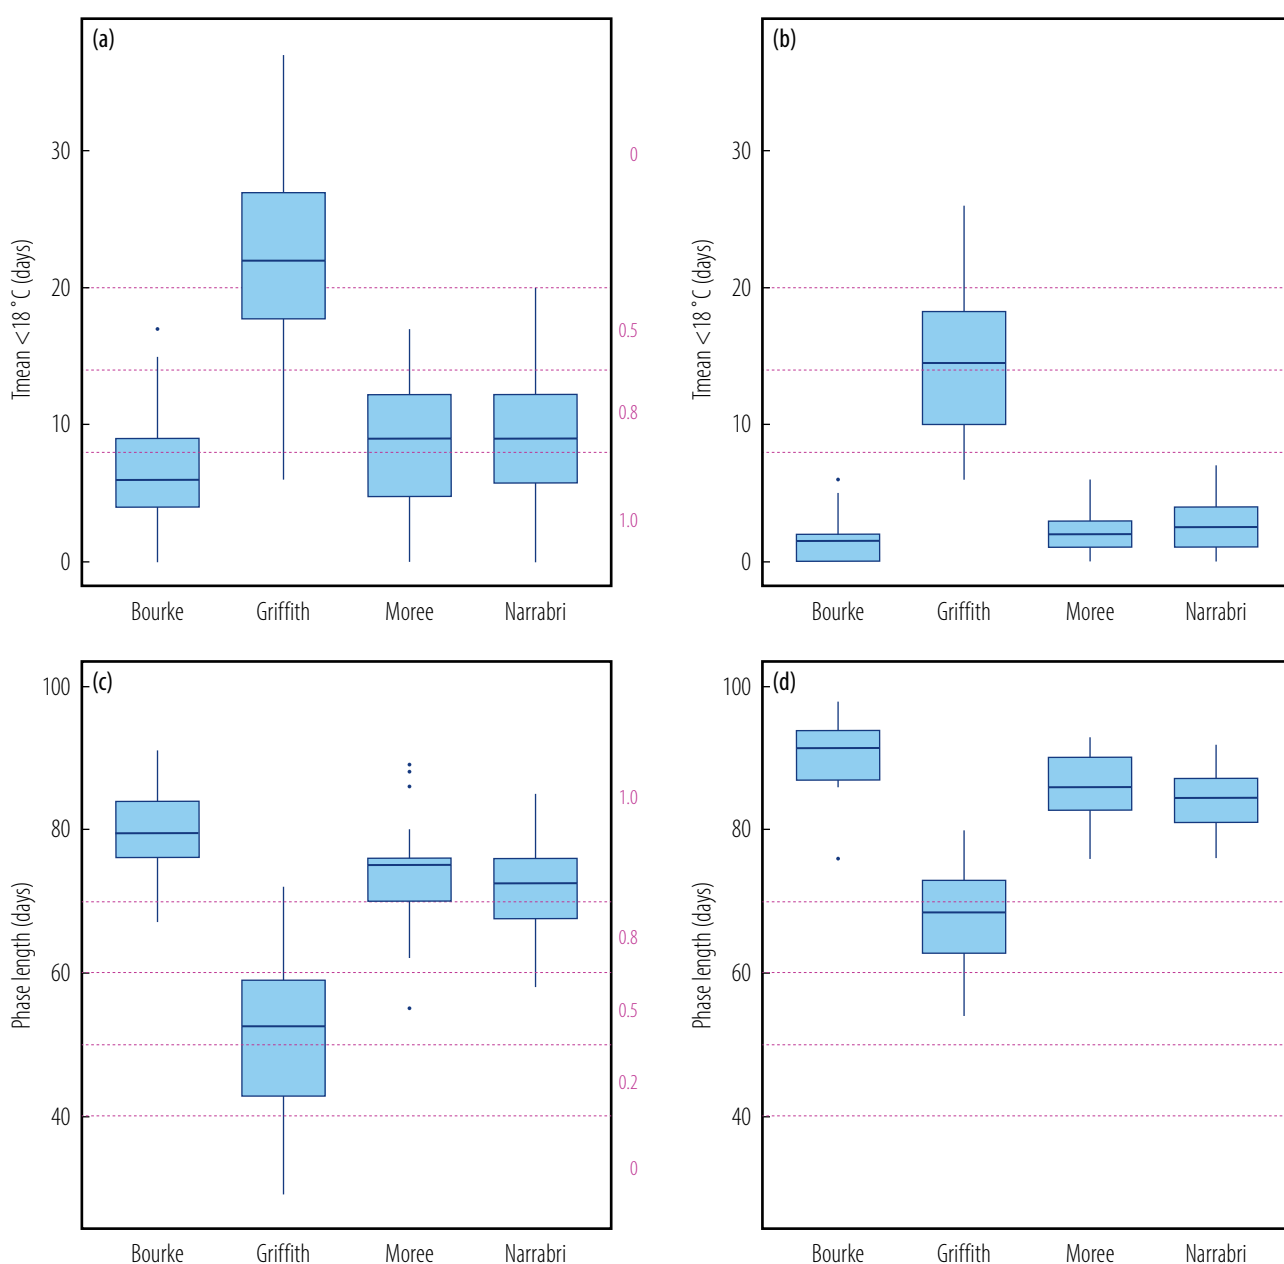 (a)
30
20
10
0
Tmean <18 °C (days)
0
0.5
0.8
1.0
Bourke Griffith Moree Narrabri
(b)
30
20
10
0
Tmean <18 °C (days)
Bourke Griffith Moree Narrabri
(c)
100
80
60
40
Phase length (days)
1.0
0.8
0.5
0.2
0
Bourke Griffith Moree Narrabri
(d)
100
80
60
40
Phase length (days)
Bourke Griffith Moree Narrabri